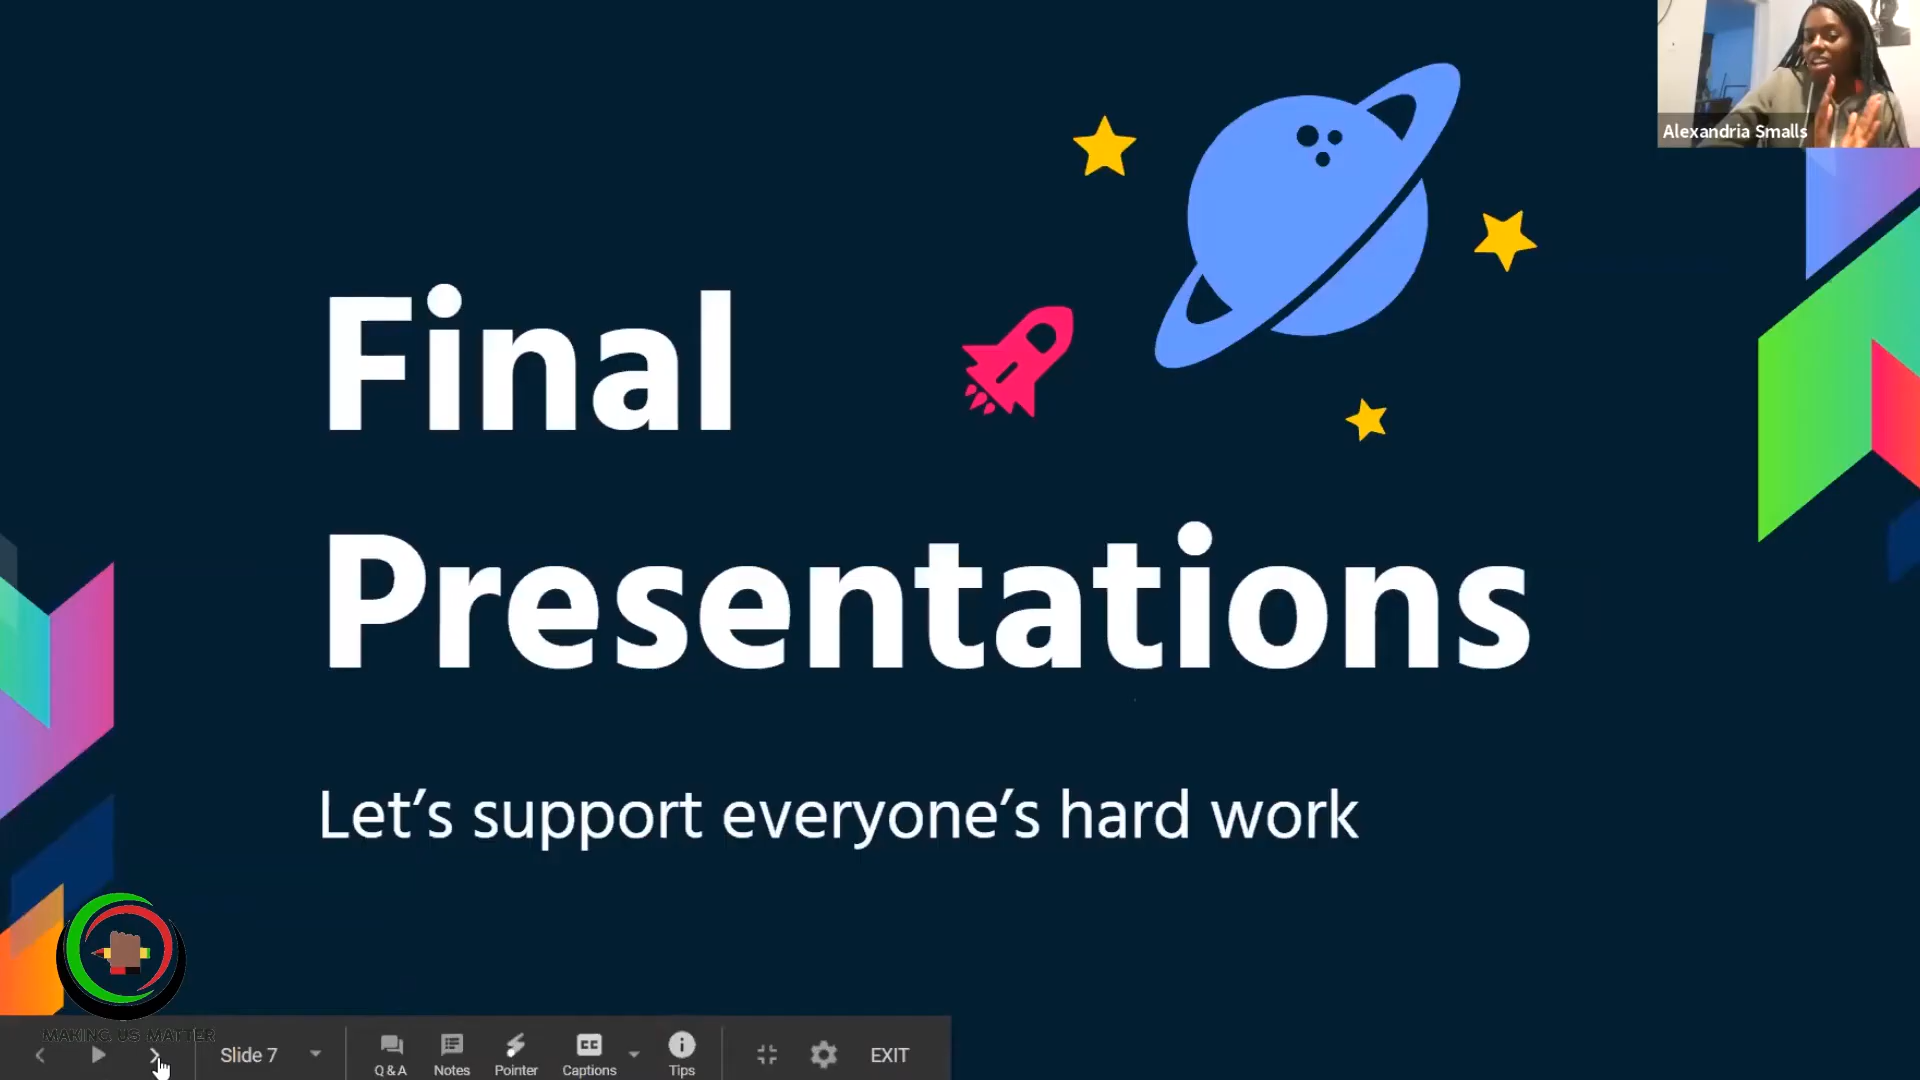 Alexandria Smalls
Final
Presentations
Let's support everyone's hard work
MAKING US MATTER
Slide 7
Q & A
Notes
Pointer
CC
Captions
Tips
EXIT